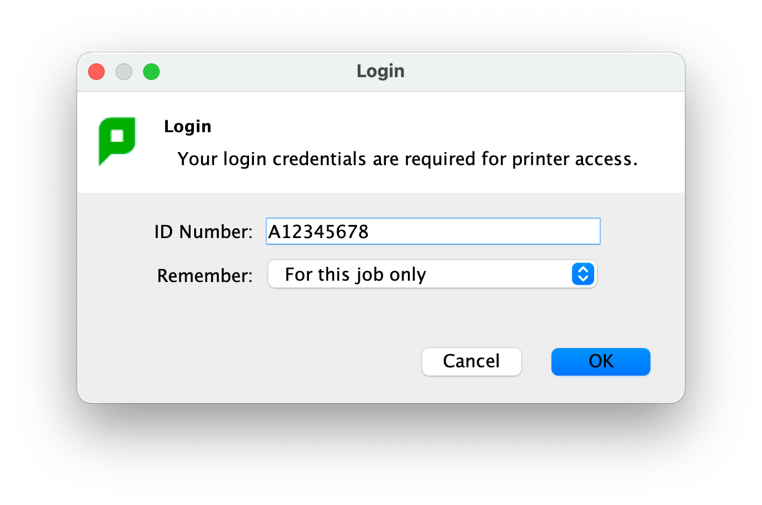 Login
Login
Your login credentials are required for printer access.
ID Number: A12345678
Remember: For this job only
Cancel OK